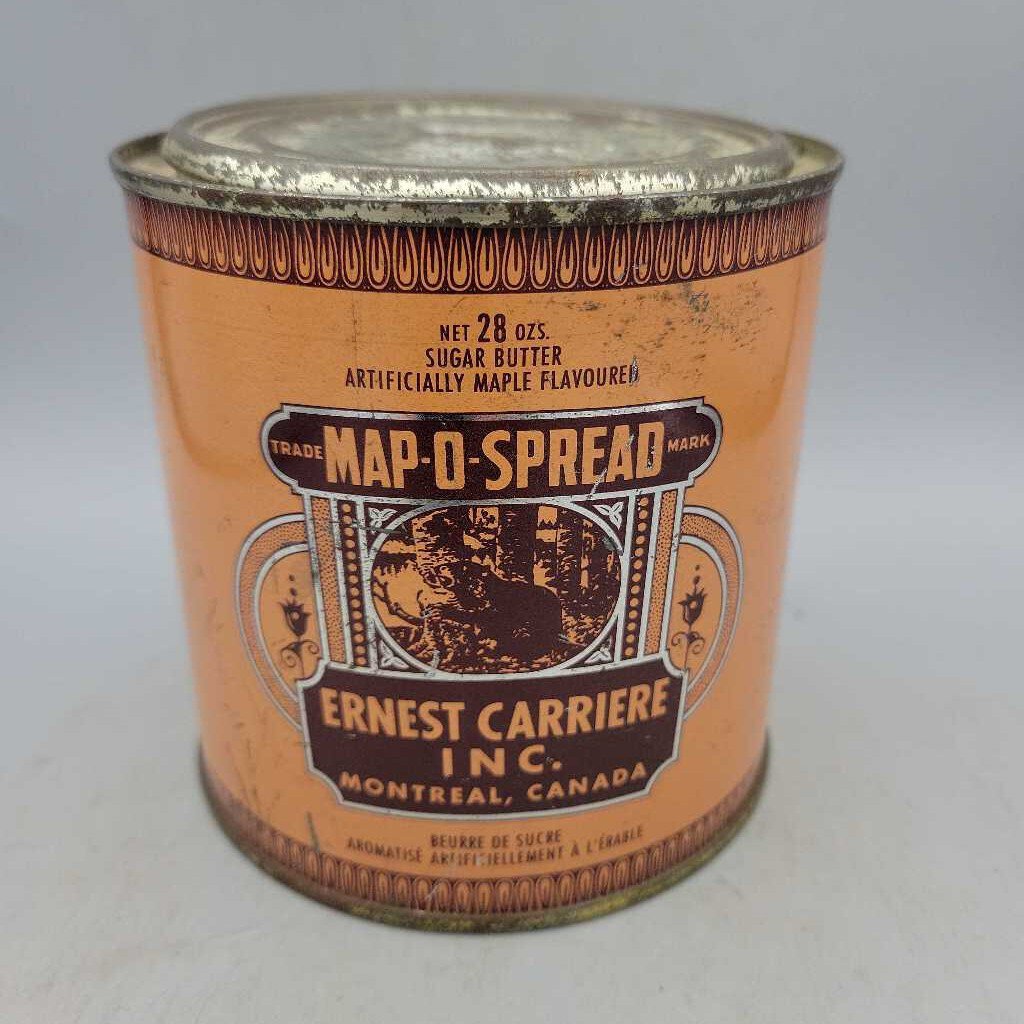 NET 28 OZS.
SUGAR BUTTER
ARTIFICIALLY MAPLE FLAVOURED
TRADE MAP-O-SPREAD MARK
ERNEST CARRIERE
INC.
MONTREAL, CANADA
BEURRE DE SUCRE
AROMATISÉ ARTIFICIELLEMENT À L'ÉRABLE